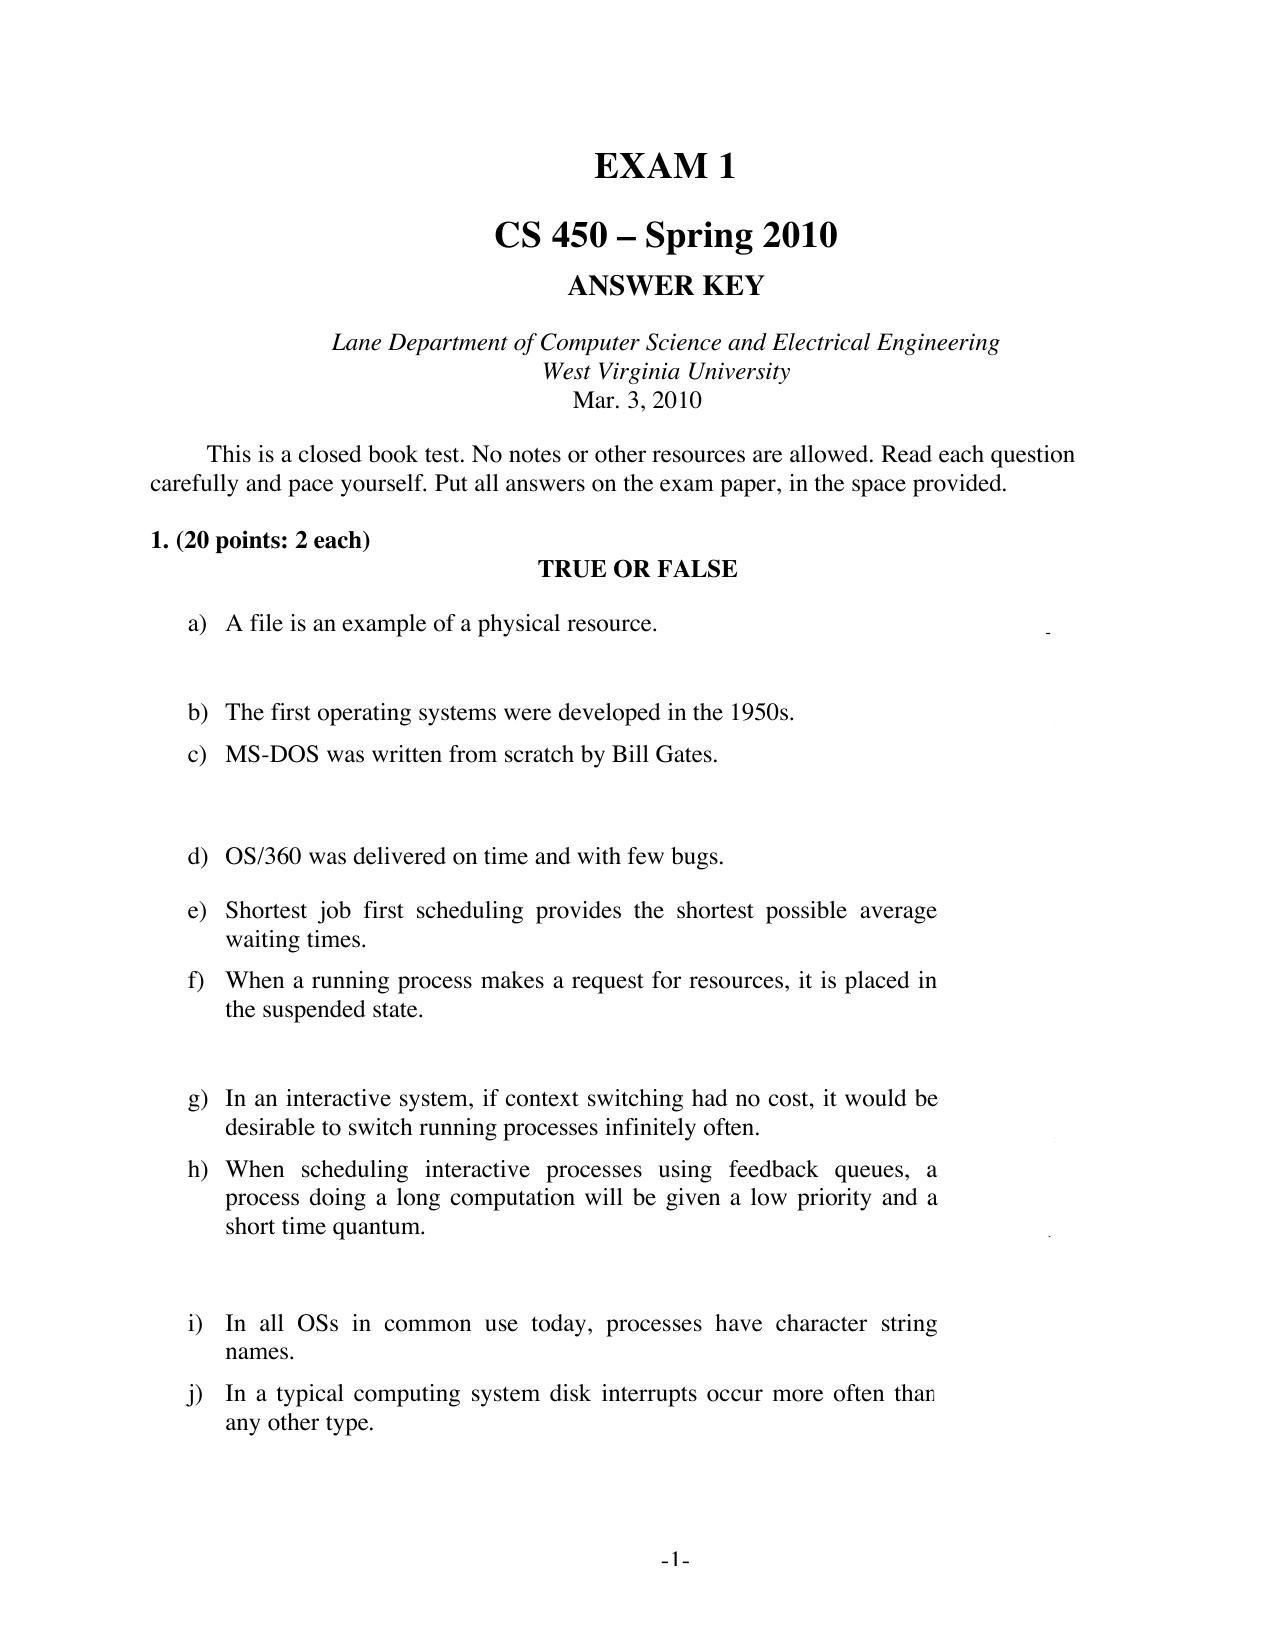 EXAM 1
CS 450 – Spring 2010
ANSWER KEY
Lane Department of Computer Science and Electrical Engineering
West Virginia University
Mar. 3, 2010
This is a closed book test. No notes or other resources are allowed. Read each question
carefully and pace yourself. Put all answers on the exam paper, in the space provided.
1. (20 points: 2 each)
TRUE OR FALSE
a) A file is an example of a physical resource.
b) The first operating systems were developed in the 1950s.
c) MS-DOS was written from scratch by Bill Gates.
d) OS/360 was delivered on time and with few bugs.
e) Shortest job first scheduling provides the shortest possible average
waiting times.
f) When a running process makes a request for resources, it is placed in
the suspended state.
g) In an interactive system, if context switching had no cost, it would be
desirable to switch running processes infinitely often.
h) When scheduling interactive processes using feedback queues, a
process doing a long computation will be given a low priority and a
short time quantum.
i) In all OSs in common use today, processes have character string
names.
j) In a typical computing system disk interrupts occur more often than
any other type.
-1-